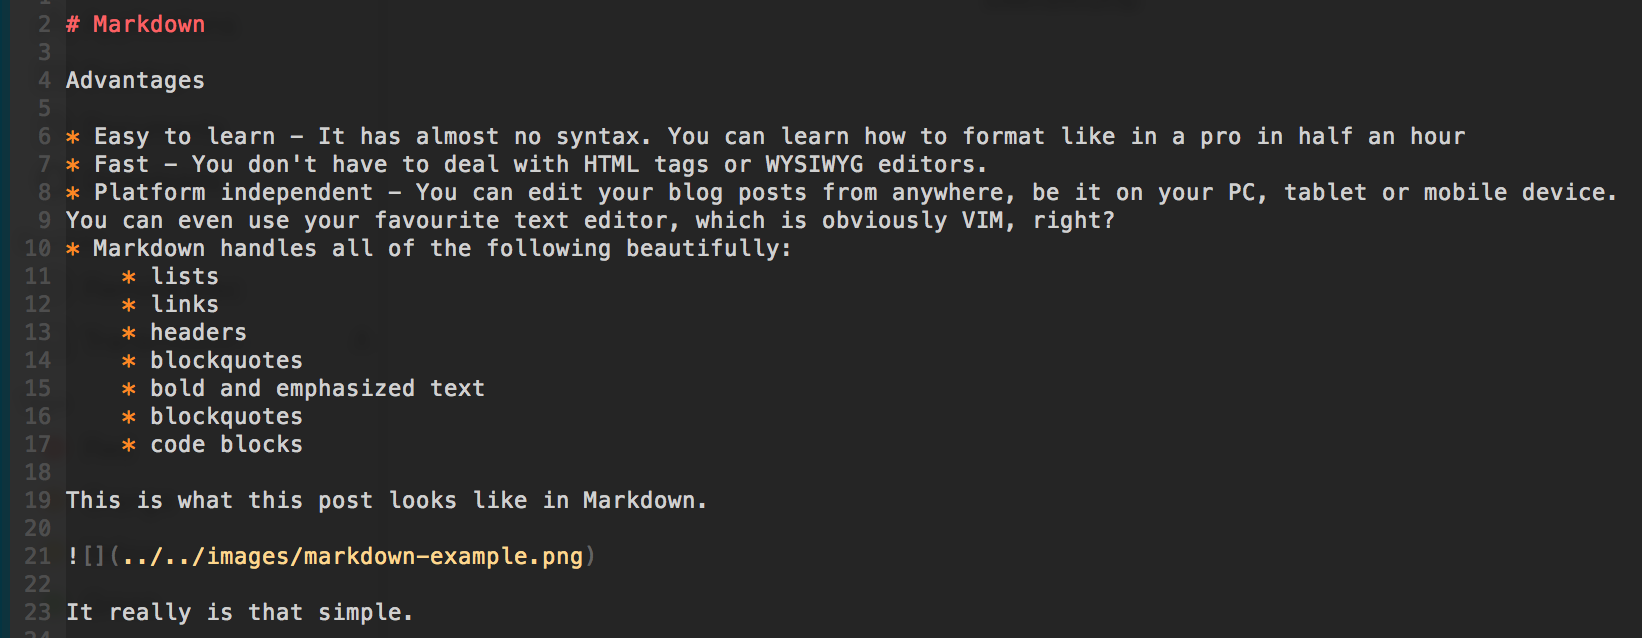 1
2 # Markdown
3
4 Advantages
5
6 * Easy to learn - It has almost no syntax. You can learn how to format like in a pro in half an hour
7 * Fast - You don't have to deal with HTML tags or WYSIWYG editors.
8 * Platform independent - You can edit your blog posts from anywhere, be it on your PC, tablet or mobile device.
9 You can even use your favourite text editor, which is obviously VIM, right?
10 * Markdown handles all of the following beautifully:
11     * lists
12     * links
13     * headers
14     * blockquotes
15     * bold and emphasized text
16     * blockquotes
17     * code blocks
18
19 This is what this post looks like in Markdown.
20
21 ![](../../images/markdown-example.png)
22
23 It really is that simple.
24